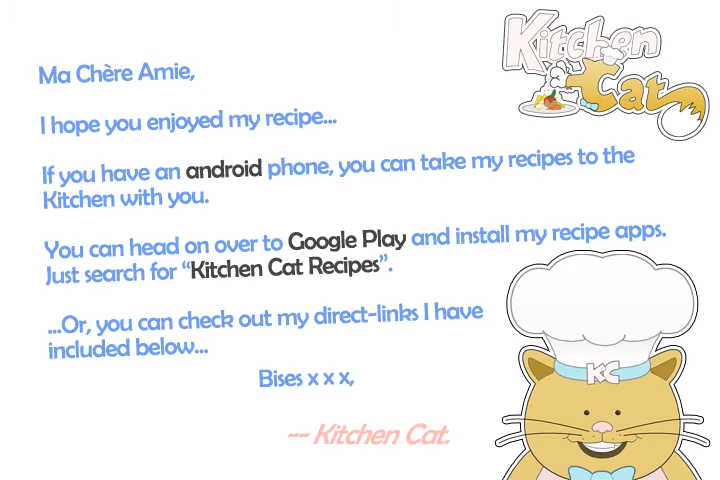 Kitchen
Cat
Ma Chère Amie,
I hope you enjoyed my recipe...
If you have an android phone, you can take my recipes to the
Kitchen with you.
You can head on over to Google Play and install my recipe apps.
Just search for “Kitchen Cat Recipes”.
...Or, you can check out my direct-links I have
included below...
Bises x x x,
-- Kitchen Cat.
KC